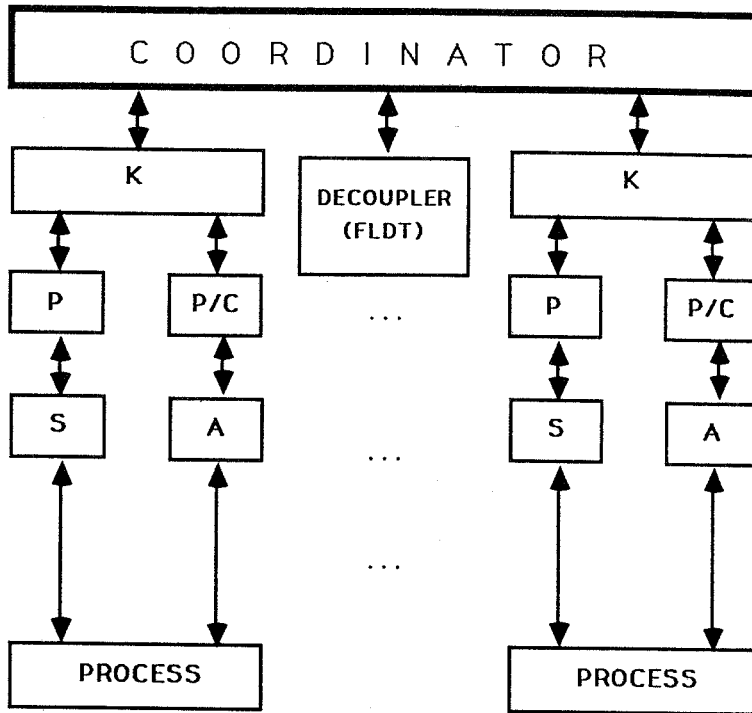 COORDINATOR
K
DECOUPLER
(FLDT)
K
P
P/C
...
P
P/C
S
A
...
S
A
...
PROCESS
PROCESS